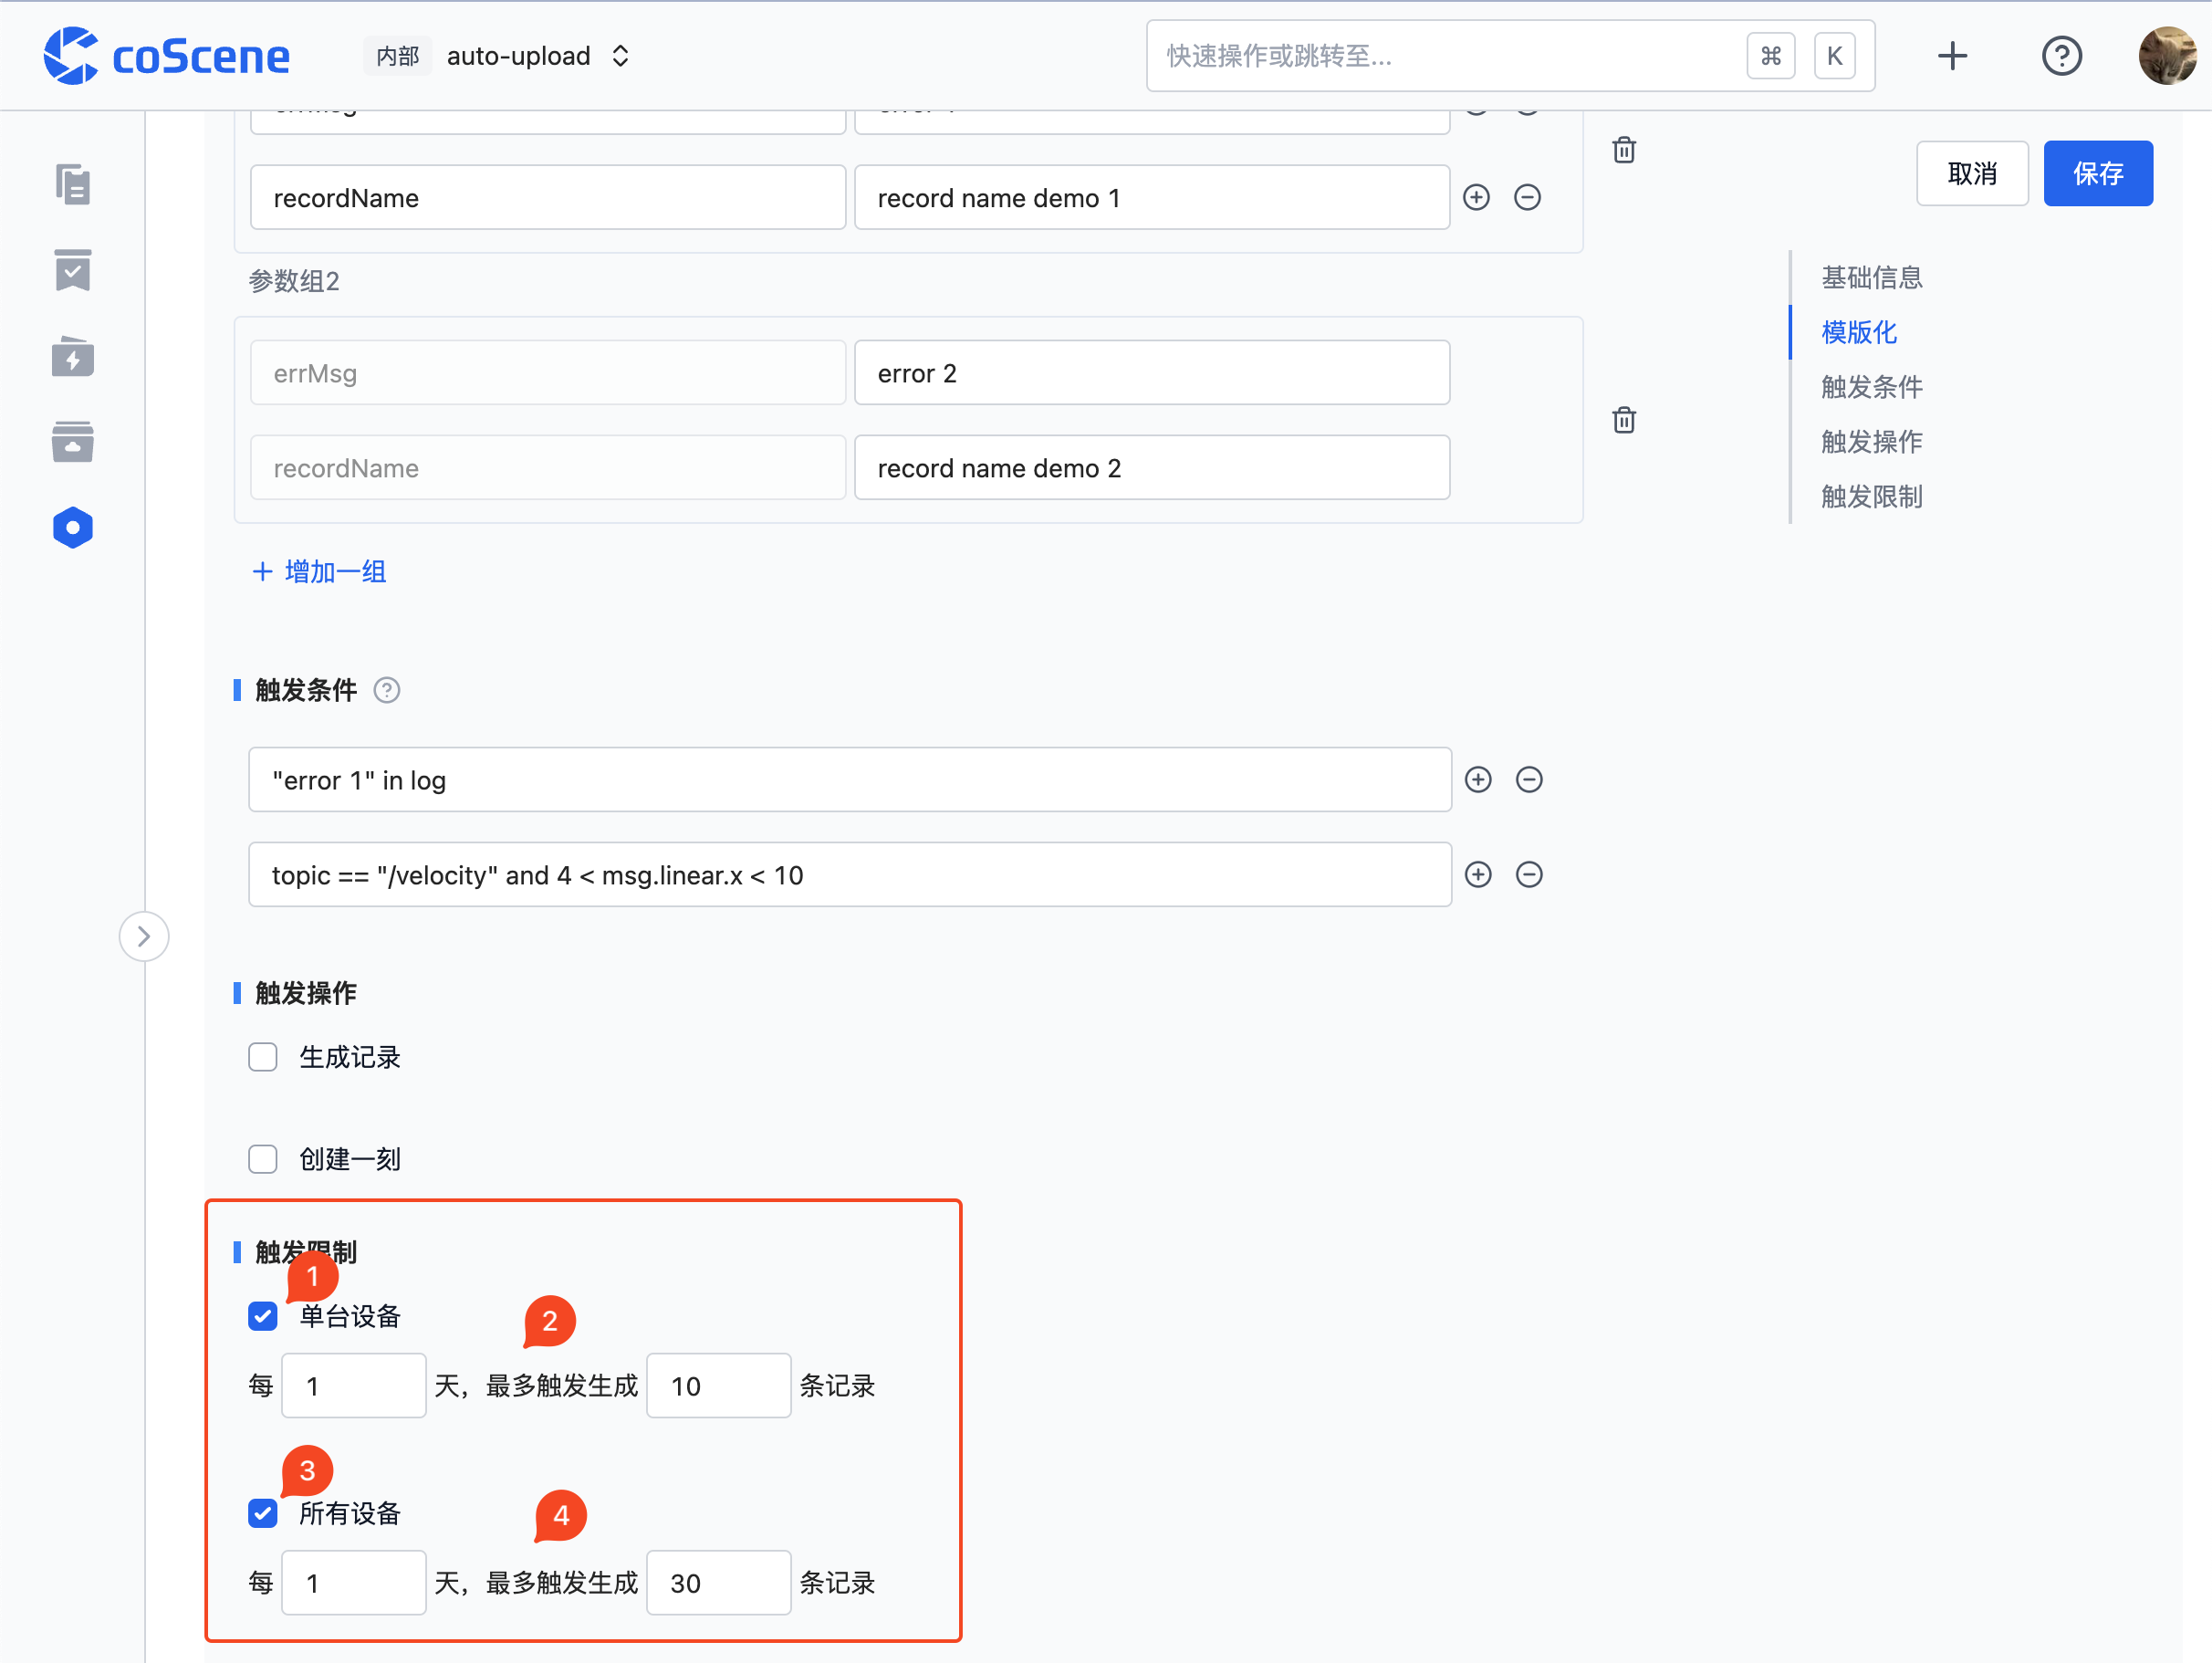 coScene 内部 auto-upload 快速操作或跳转至... ⌘ K
recordName record name demo 1
取消 保存
参数组2
errMsg error 2
recordName record name demo 2
基础信息
模版化
触发条件
触发操作
触发限制
+ 增加一组
触发条件
"error 1" in log
topic == "/velocity" and 4 < msg.linear.x < 10
触发操作
生成记录
创建一刻
触发限制
1
单台设备
2
每 1 天，最多触发生成 10 条记录
3
所有设备
4
每 1 天，最多触发生成 30 条记录